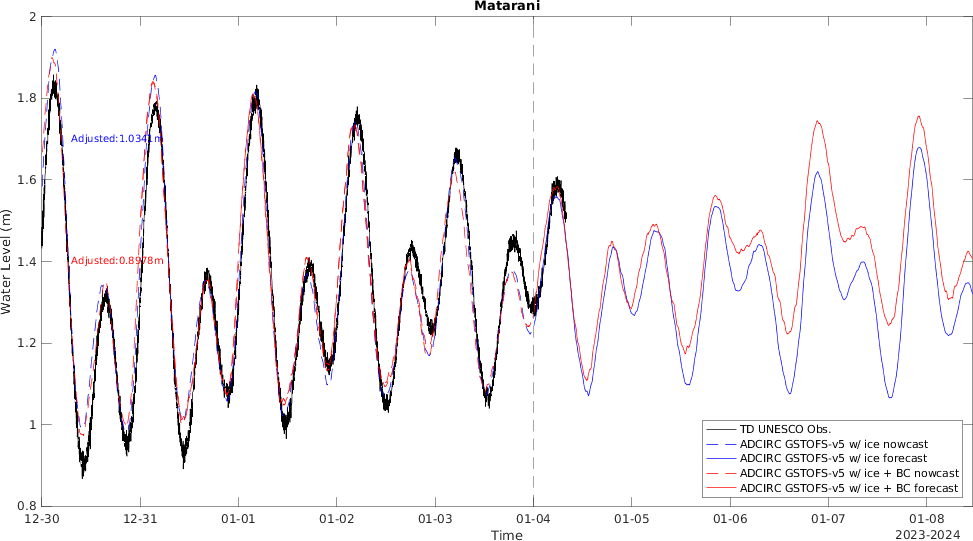 Matarani
Water Level (m)
2
1.8
1.6
1.4
1.2
1
0.8
Adjusted:1.0341m
Adjusted:0.8978m
TD UNESCO Obs.
ADCIRC GSTOFS-v5 w/ ice nowcast
ADCIRC GSTOFS-v5 w/ ice forecast
ADCIRC GSTOFS-v5 w/ ice + BC nowcast
ADCIRC GSTOFS-v5 w/ ice + BC forecast
12-30 12-31 01-01 01-02 01-03 01-04 01-05 01-06 01-07 01-08
Time
2023-2024